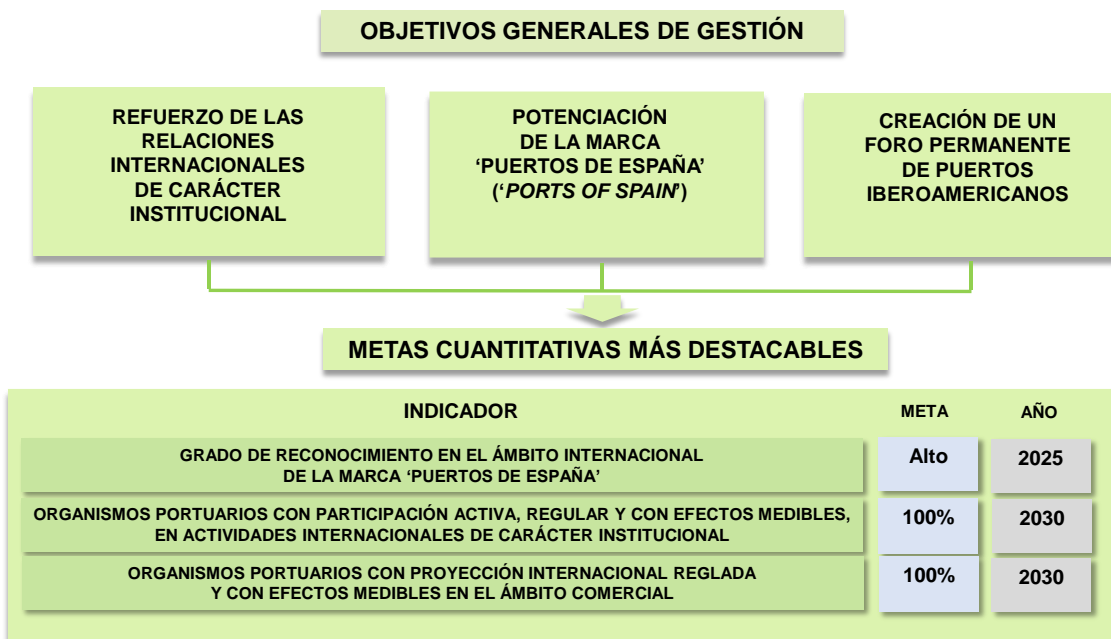 OBJETIVOS GENERALES DE GESTIÓN
REFUERZO DE LAS
RELACIONES
INTERNACIONALES
DE CARÁCTER
INSTITUCIONAL
POTENCIACIÓN
DE LA MARCA
‘PUERTOS DE ESPAÑA’
(‘PORTS OF SPAIN’)
CREACIÓN DE UN
FORO PERMANENTE
DE PUERTOS
IBEROAMERICANOS
METAS CUANTITATIVAS MÁS DESTACABLES
INDICADOR META AÑO
GRADO DE RECONOCIMIENTO EN EL ÁMBITO INTERNACIONAL
DE LA MARCA ‘PUERTOS DE ESPAÑA’
Alto 2025
ORGANISMOS PORTUARIOS CON PARTICIPACIÓN ACTIVA, REGULAR Y CON EFECTOS MEDIBLES,
EN ACTIVIDADES INTERNACIONALES DE CARÁCTER INSTITUCIONAL
100% 2030
ORGANISMOS PORTUARIOS CON PROYECCIÓN INTERNACIONAL REGLADA
Y CON EFECTOS MEDIBLES EN EL ÁMBITO COMERCIAL
100% 2030